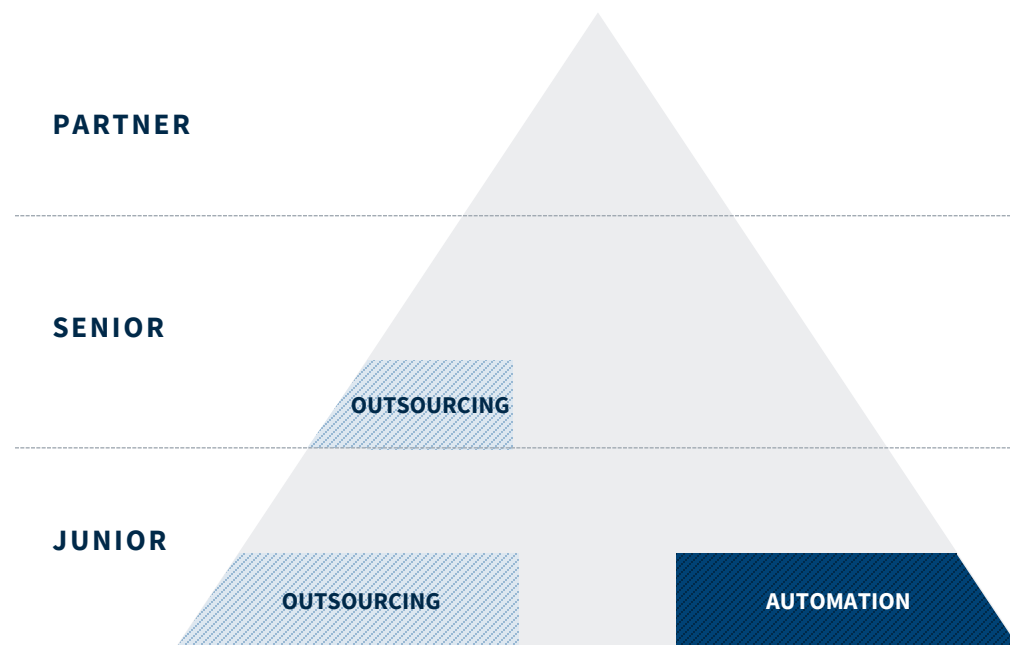 PARTNER
SENIOR
OUTSOURCING
JUNIOR
OUTSOURCING
AUTOMATION